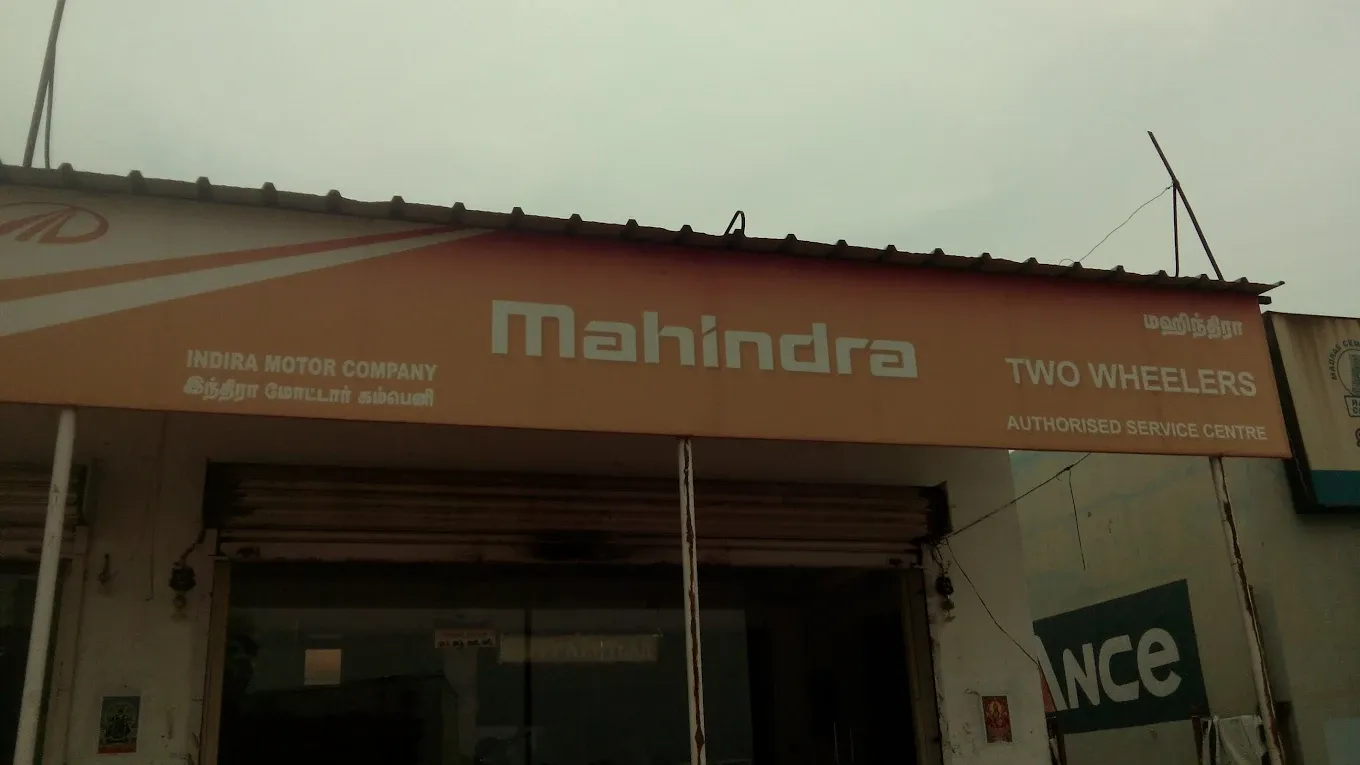 INDIRA MOTOR COMPANY
இந்திரா மோட்டார் கம்பெனி
mahindra
மஹிந்திரா
TWO WHEELERS
AUTHORISED SERVICE CENTRE
ANCE